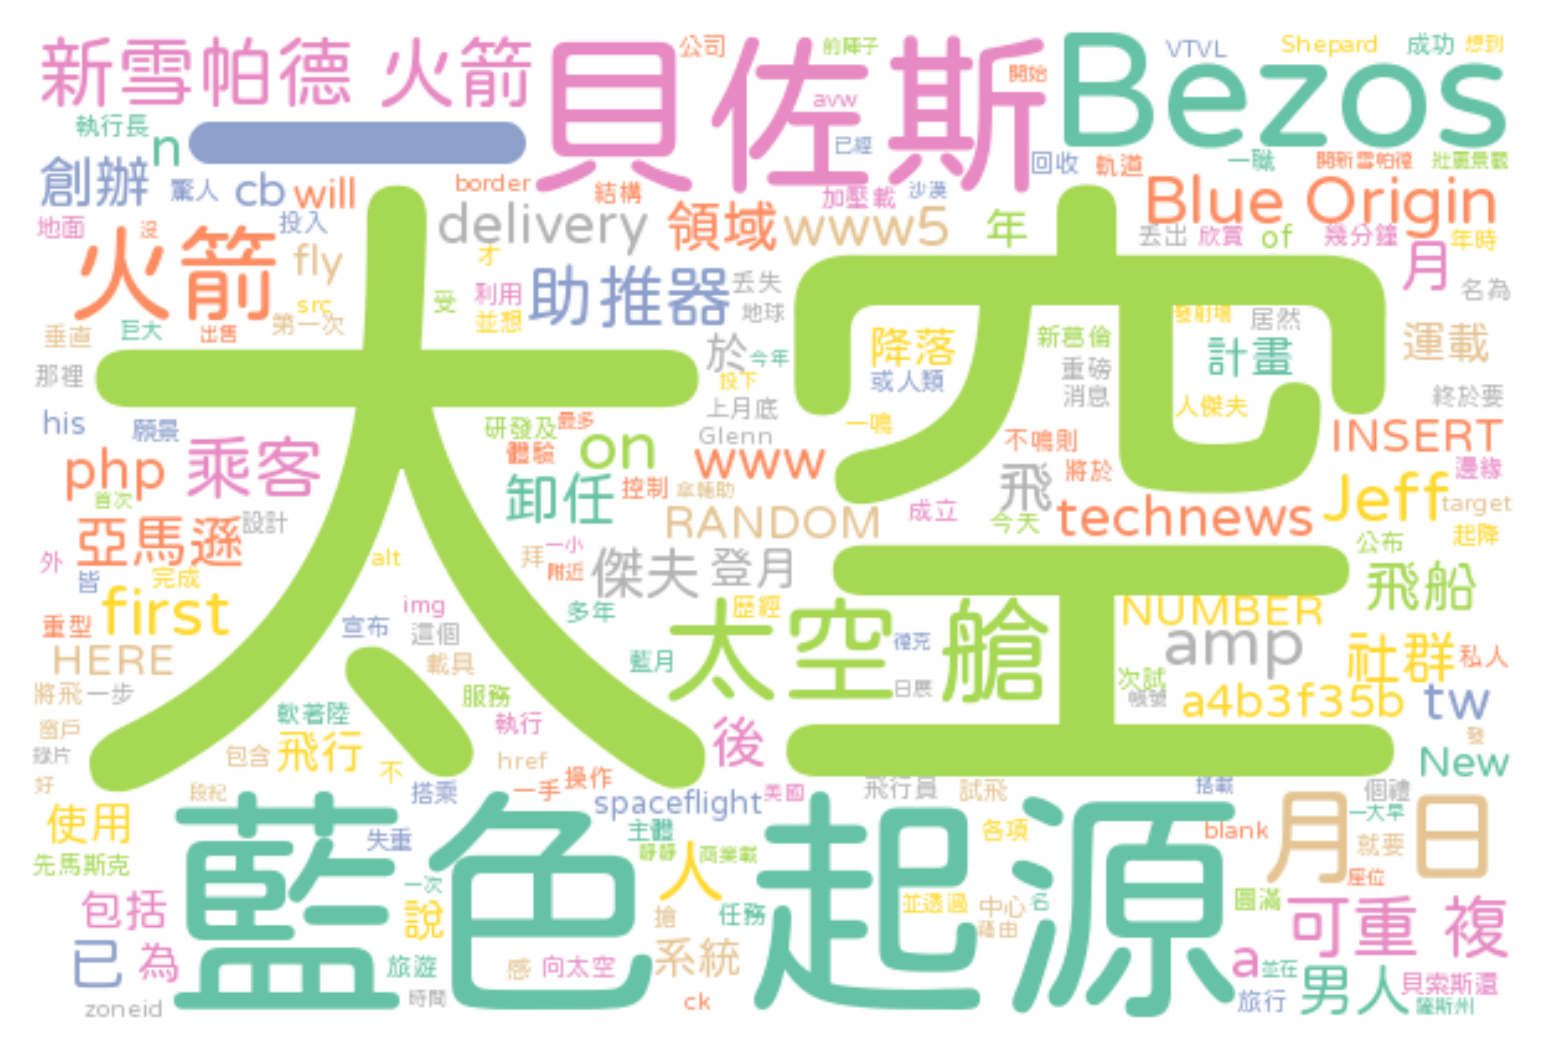 新雪帕德 火箭
貝佐斯
Bezos
公司
前陣子
VTVL
Shepard
成功
想到
開始
avw
執行長
n
一
已經
回收
軌道
一職
開新雪帕德
壯麗景觀
創辦
驚人
cb
will
border
結構
加壓載
沙漠
Blue Origin
地面
沒
投入
delivery
領域
www5
年
丟出
欣賞
of
幾分鐘
年時
火箭
fly
才
太空
月
src
受
利用
助推器
丟失
名為
垂直
巨大
出售
第一次
並想
地球
發射場
居然
降落
新葛倫
計畫
運載
那裡
於
今年
投下
或人類
重磅
消息
his
願景
上月底
人傑夫
終於要
研發及
最多
on
Glenn
一鳴
不鳴則
INSERT
php
乘客
體驗
www
飛
將於
邊緣
首次
卸任
控制
傘輔助
Jeff
target
亞馬遜
設計
RANDOM
成立
今天
technews
起降
外
皆
完成
alt
拜
一小
附近
傑夫
登月
公布
飛船
重型
first
img
多年
歷經
NUMBER
宣布
這個
太空艙
德克
amp
社群
私人
HERE
載具
藍月
將飛
一步
服務
日展
次試
帳號
a4b3f35b
tw
窗戶
軟著陸
執行
後
發
錄片
包含
飛行
不
href
New
好
段紀
搭乘
一手
操作
spaceflight
美國
飛行員
試飛
搭載
個禮
使用
藍色起源
失重
主體
靜靜
商業載
各項
blank
月日
一大早
就要
先馬斯克
人
座位
包括
一次
說
搶
任務
並透過
中心
名
藉由
圓滿
可重 複
已
為
旅遊
感
向太空
系統
a
並在
zoneid
時間
ck
旅行
男人
貝索斯還
薩斯州